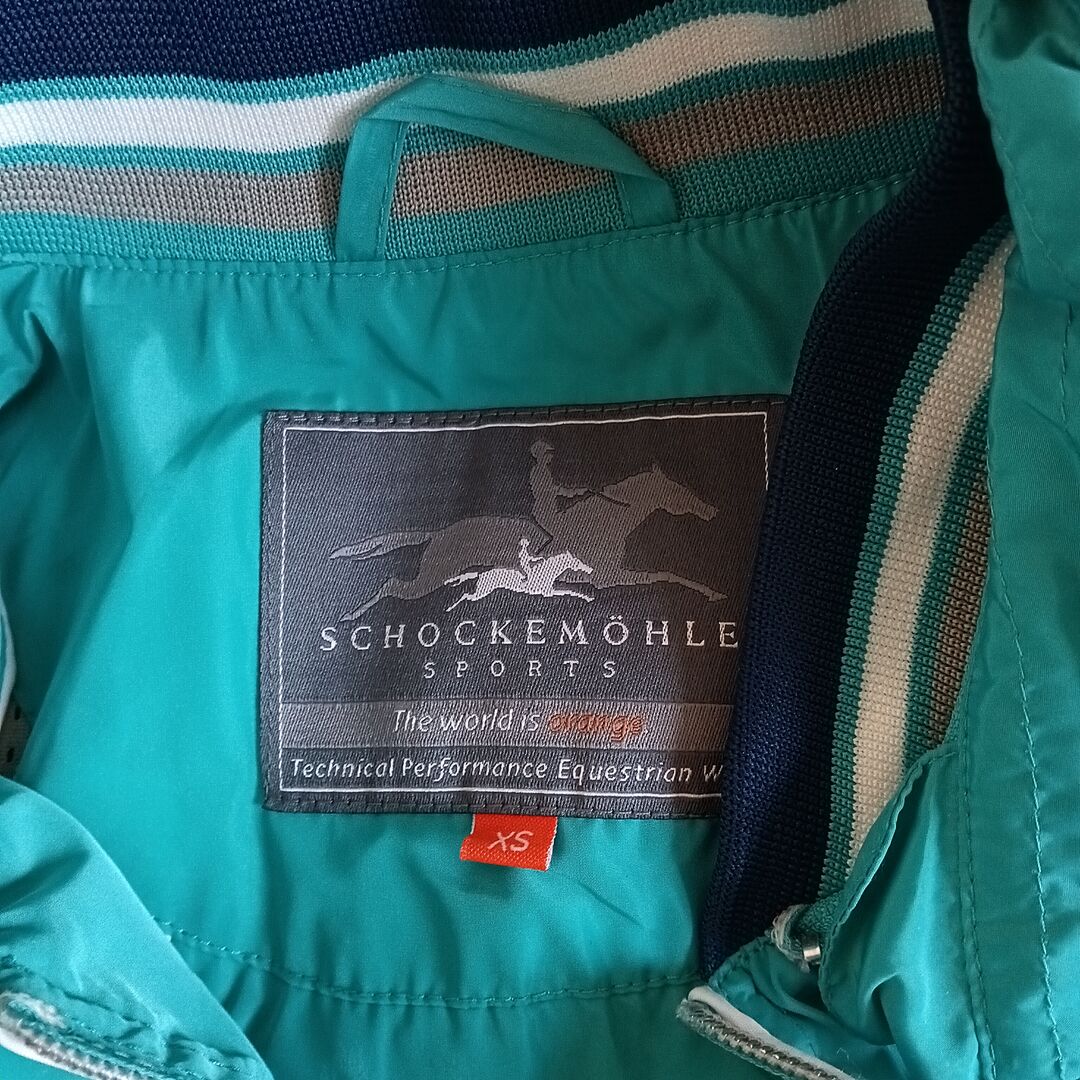 SCHOCKEMÖHLE
SPORTS
The world is orange
Technical Performance Equestrian W
XS